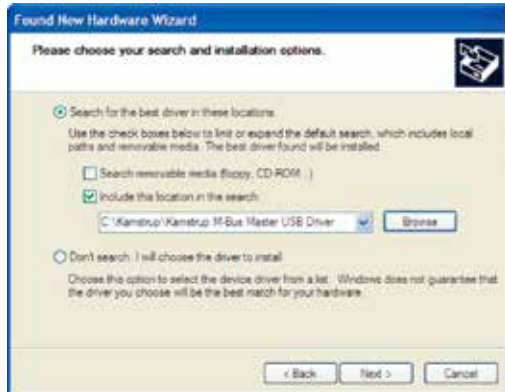 Found New Hardware Wizard
Please choose your search and installation options.
Search for the best driver in these locations.
Use the check boxes below to limit or expand the default search, which includes local
paths and removable media. The best driver found will be installed.
Search removable media (floppy, CD-ROM...)
Include this location in the search:
C:\Kamstrup\Kamstrup M-Bus Master USB Driver
Browse
Don't search. I will choose the driver to install.
Choose this option to select the device driver from a list. Windows does not guarantee that
the driver you choose will be the best match for your hardware.
< Back
Next >
Cancel